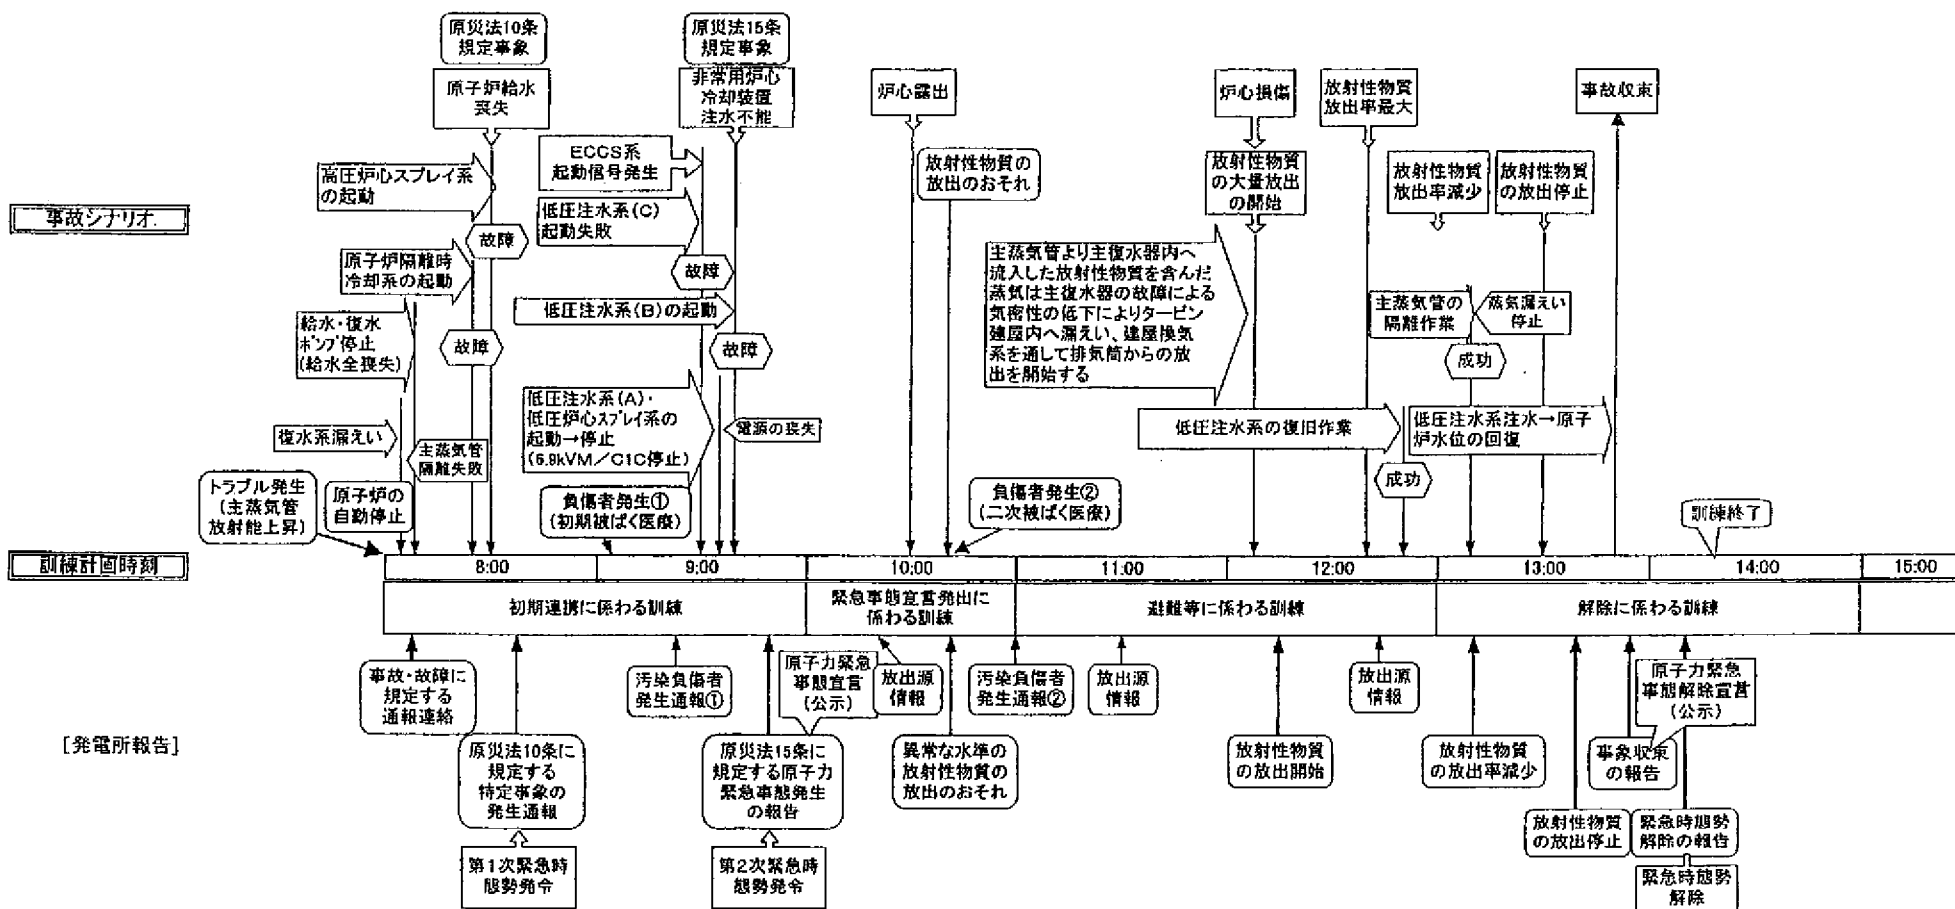 原災法10条
規定事象
原災法15条
規定事象
原子炉給水
喪失
非常用炉心
冷却装置
注水不能
炉心露出
炉心損傷
放射性物質
放出率最大
事故収束
高圧炉心スプレイ系
の起動
ECCS系
起動信号発生
放射性物質の
放出のおそれ
放射性物質
の大量放出
の開始
放射性物質
放出率減少
放射性物質
の放出停止
事故シナリオ
故障
低圧注水系(C)
起動失敗
原子炉隔離時
冷却系の起動
故障
主蒸気管より主復水器内へ
流入した放射性物質を含んだ
蒸気は主復水器の故障による
気密性の低下によりタービン
建屋内へ漏えい、建屋換気
系を通して排気筒からの放
出を開始する
主蒸気管の
隔離作業
蒸気漏えい
停止
給水・復水
ポンプ停止
(給水全喪失)
故障
低圧注水系(B)の起動
故障
成功
低圧注水系(A)・
低圧炉心スプレイ系の
起動→停止
(6.9kVM/C1C停止)
電源の喪失
復水系漏えい
主蒸気管
隔離失敗
低圧注水系の復旧作業
低圧注水系注水→原子
炉水位の回復
成功
トラブル発生
(主蒸気管
放射能上昇)
原子炉の
自動停止
負傷者発生①
(初期被ばく医療)
負傷者発生②
(二次被ばく医療)
訓練終了
訓練計画時刻
8:00
9:00
10:00
11:00
12:00
13:00
14:00
15:00
初期連携に係わる訓練
緊急事態宣言発出に
係わる訓練
避難等に係わる訓練
解除に係わる訓練
事故・故障に
規定する
通報連絡
汚染負傷者
発生通報①
原子力緊急
事態宣言
(公示)
放出源
情報
汚染負傷者
発生通報②
放出源
情報
放出源
情報
原子力緊急
事態解除宣言
(公示)
[発電所報告]
原災法10条に
規定する
特定事象の
発生通報
原災法15条に
規定する原子力
緊急事態発生
の報告
異常な水準の
放射性物質の
放出のおそれ
放射性物質
の放出開始
放射性物質
の放出率減少
事象収束
の報告
放射性物質
の放出停止
緊急時態勢
解除の報告
第1次緊急時
態勢発令
第2次緊急時
態勢発令
緊急時態勢
解除